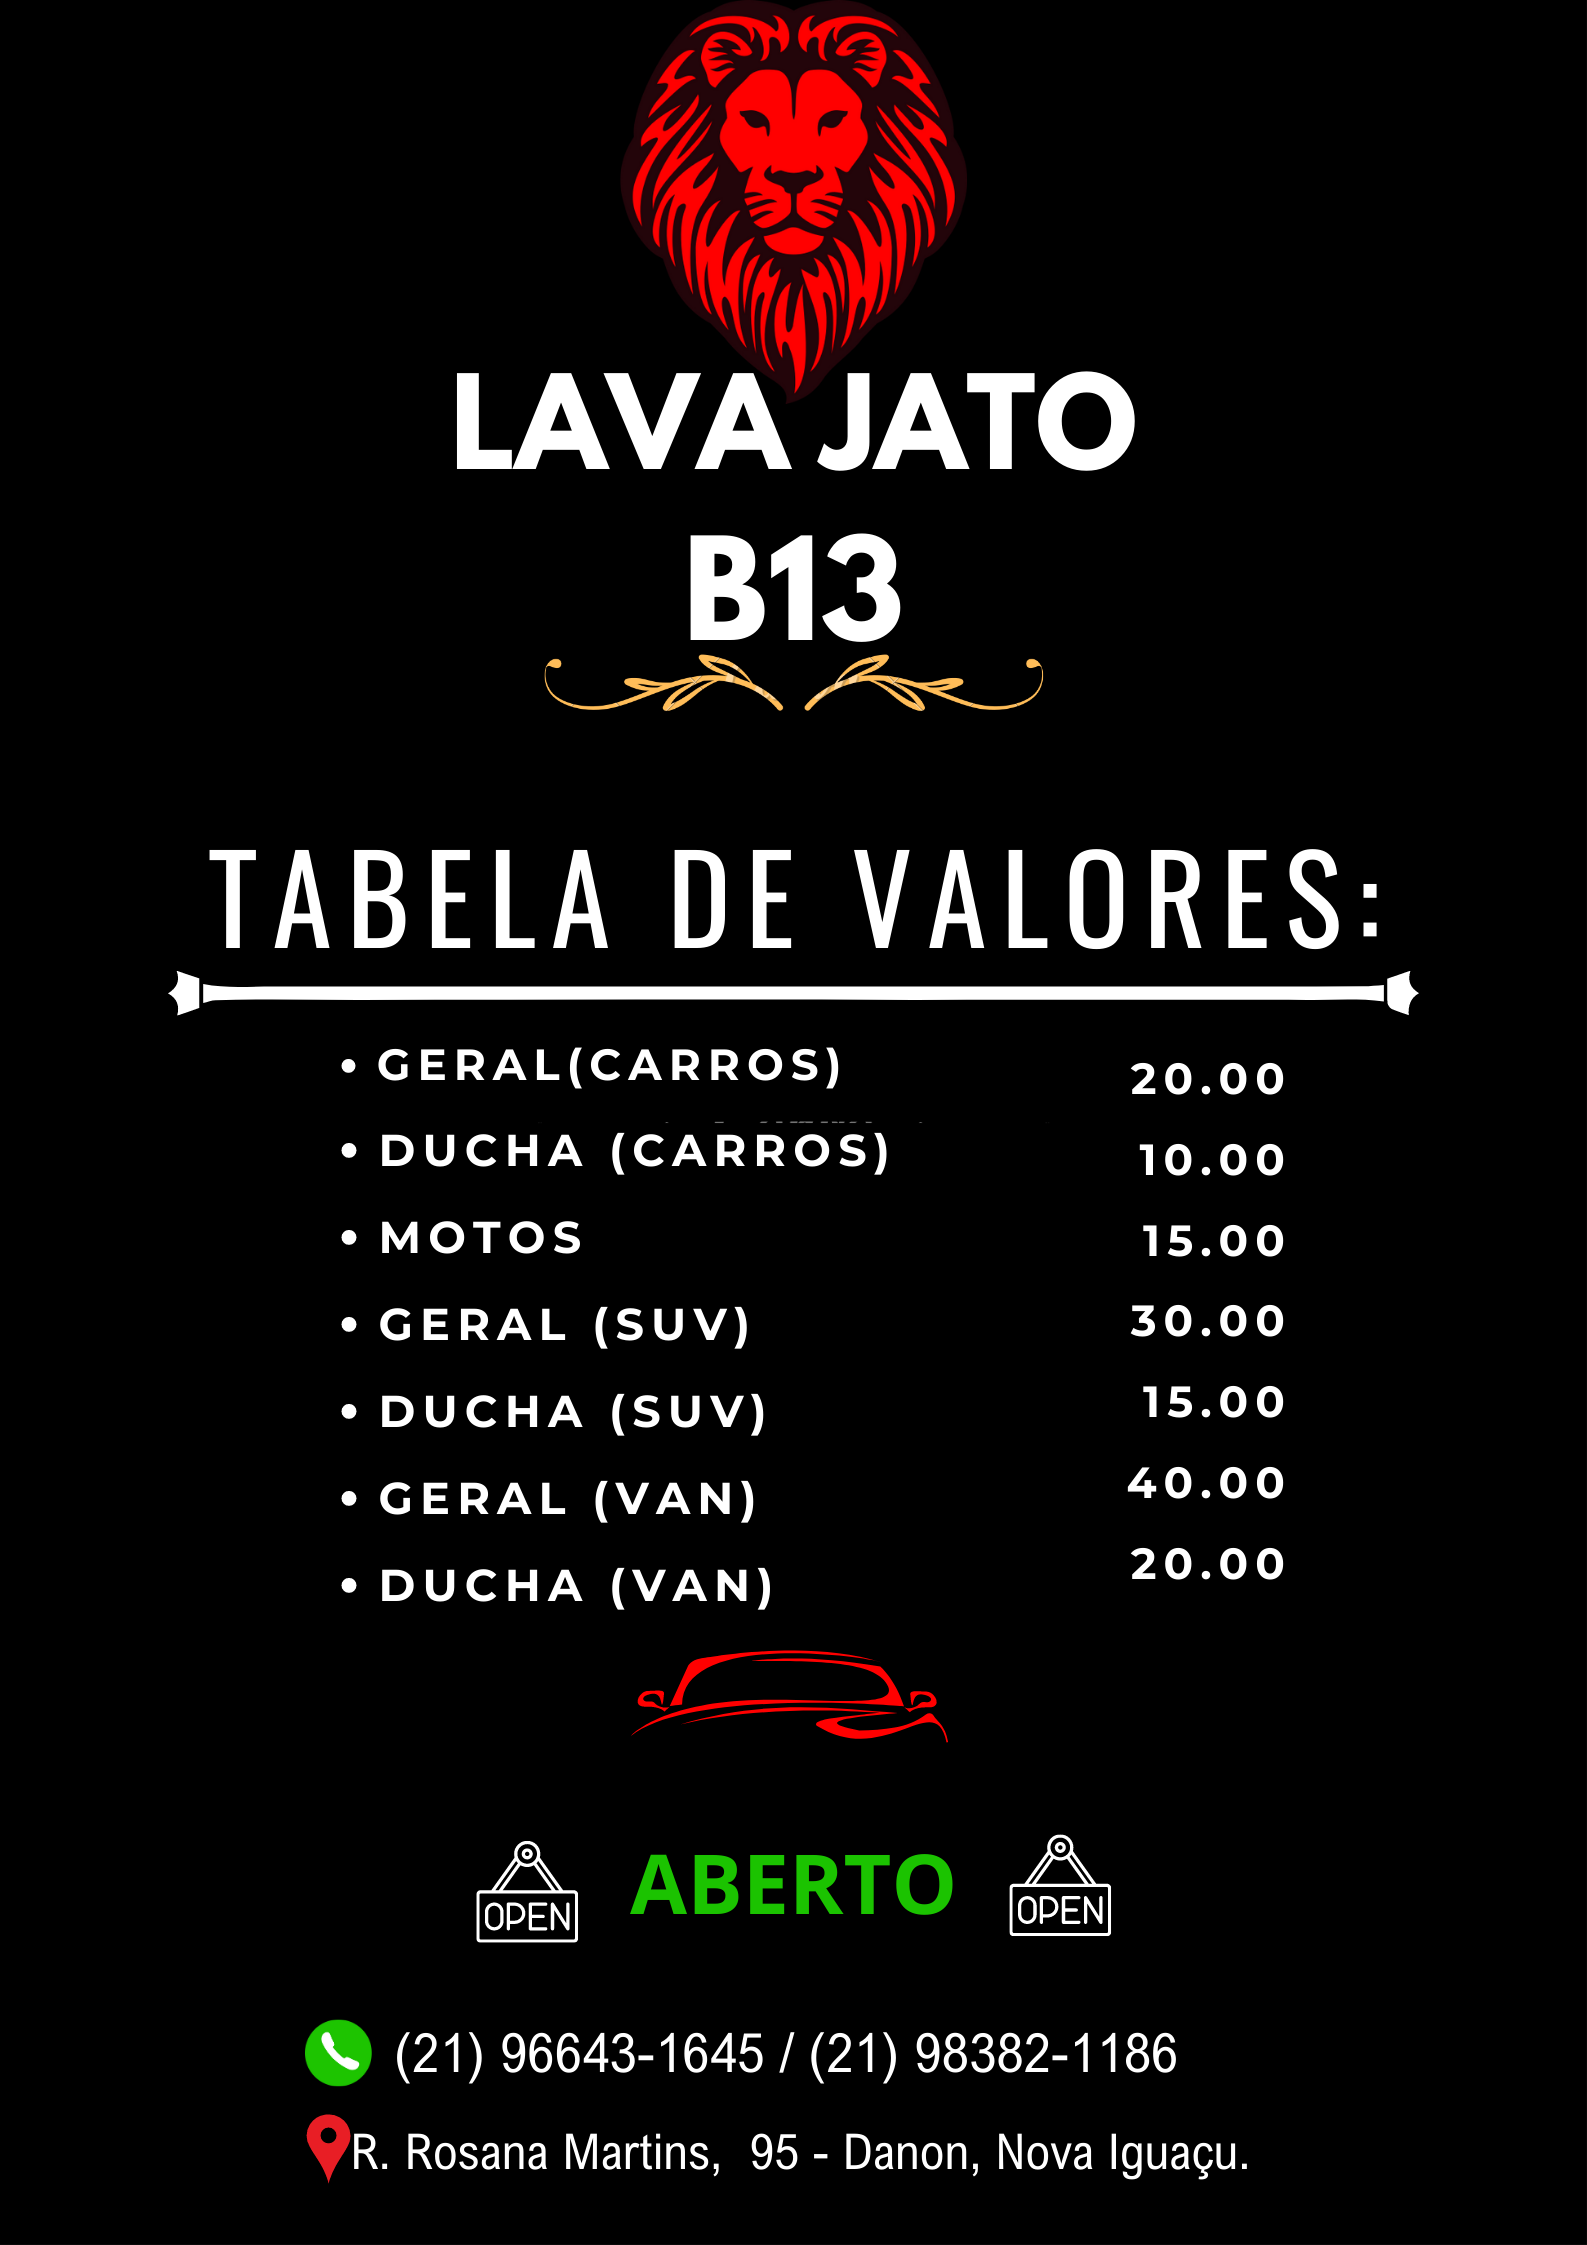 LAVA JATO
B13
TABELA DE VALORES:
• GERAL(CARROS) 20.00
• DUCHA (CARROS) 10.00
• MOTOS 15.00
• GERAL (SUV) 30.00
• DUCHA (SUV) 15.00
• GERAL (VAN) 40.00
• DUCHA (VAN) 20.00
OPEN ABERTO OPEN
(21) 96643-1645 / (21) 98382-1186
R. Rosana Martins, 95 - Danon, Nova Iguaçu.